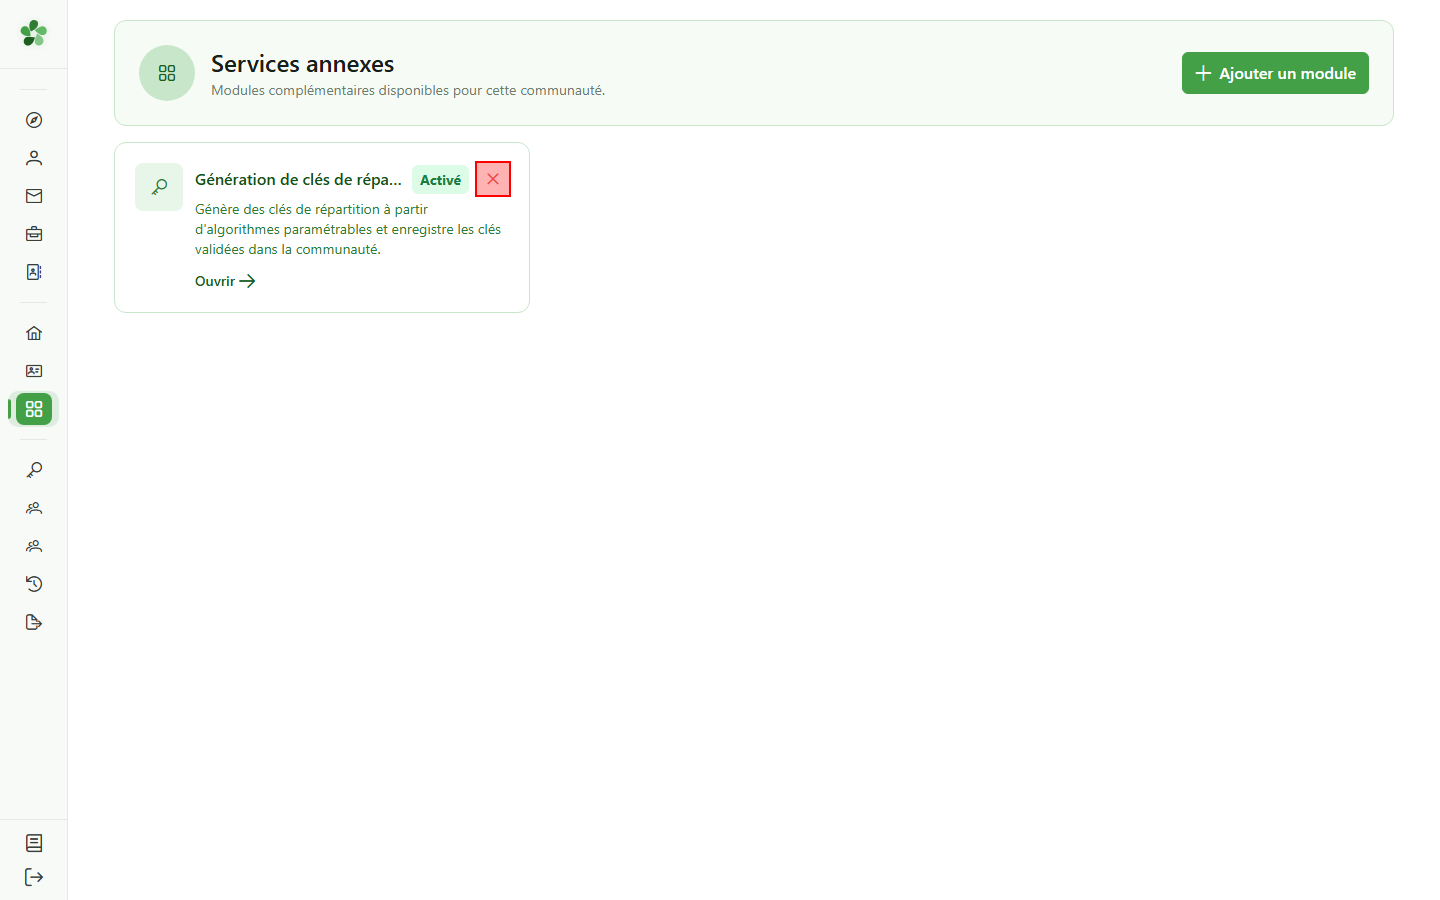 Services annexes
Modules complémentaires disponibles pour cette communauté.
Ajouter un module
Génération de clés de répa...
Activé
Génère des clés de répartition à partir
d'algorithmes paramétrables et enregistre les clés
validées dans la communauté.
Ouvrir